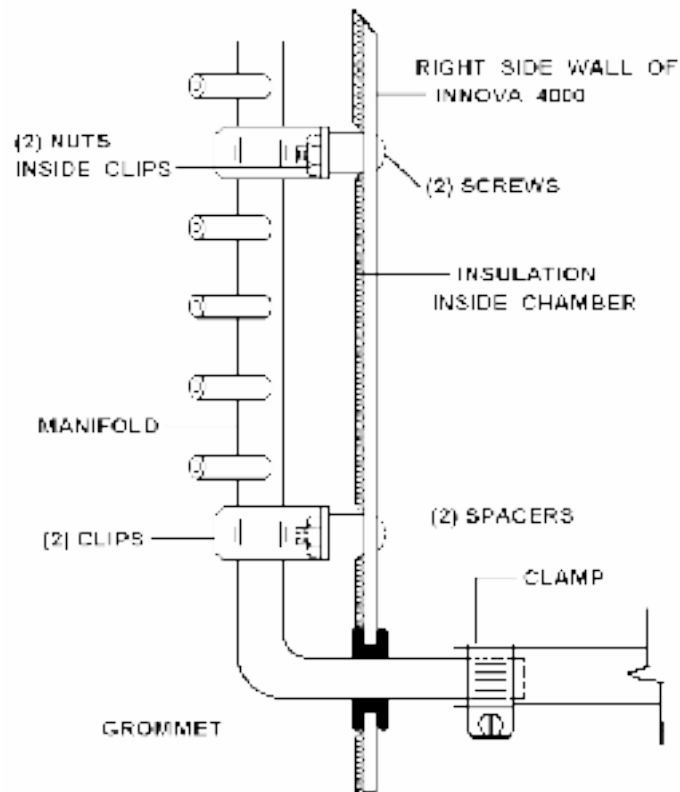 RIGHT SIDE WALL OF
INNOVA 4000
(2) NUTS
INSIDE CLIPS
(2) SCREWS
INSULATION
INSIDE CHAMBER
MANIFOLD
(2) SPACERS
(2) CLIPS
CLAMP
GROMMET